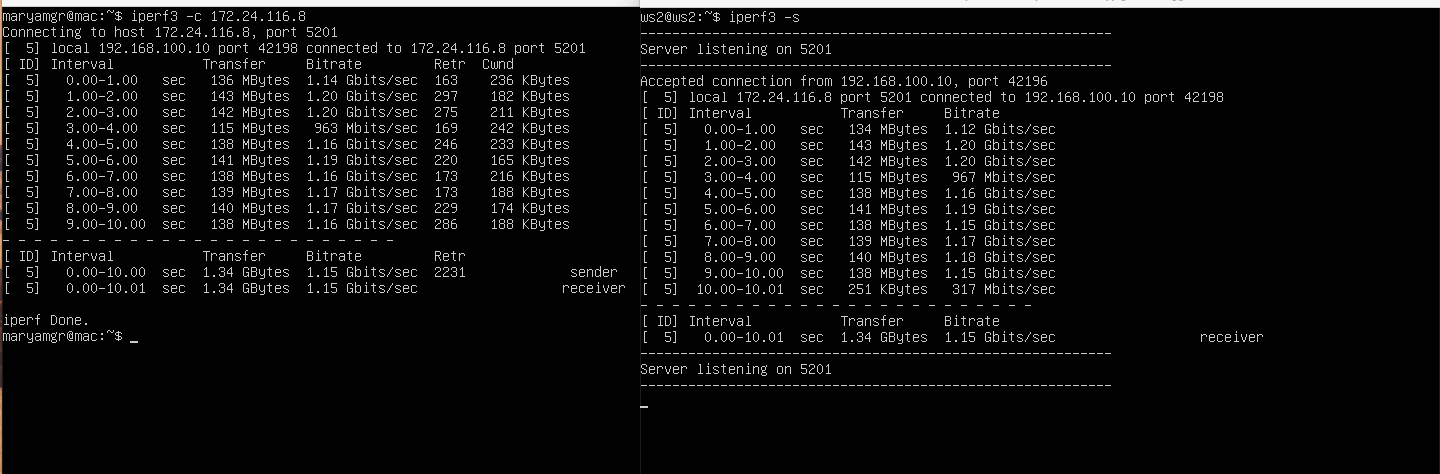 maryamgr@mac:~$ iperf3 -c 172.24.116.8
Connecting to host 172.24.116.8, port 5201
[  5] local 192.168.100.10 port 42198 connected to 172.24.116.8 port 5201
[ ID] Interval           Transfer     Bitrate         Retr  Cwnd
[  5]   0.00-1.00   sec   136 MBytes  1.14 Gbits/sec  163    236 KBytes
[  5]   1.00-2.00   sec   143 MBytes  1.20 Gbits/sec  297    182 KBytes
[  5]   2.00-3.00   sec   142 MBytes  1.20 Gbits/sec  275    211 KBytes
[  5]   3.00-4.00   sec   115 MBytes   963 Mbits/sec  169    242 KBytes
[  5]   4.00-5.00   sec   138 MBytes  1.16 Gbits/sec  246    233 KBytes
[  5]   5.00-6.00   sec   141 MBytes  1.19 Gbits/sec  220    165 KBytes
[  5]   6.00-7.00   sec   138 MBytes  1.16 Gbits/sec  173    216 KBytes
[  5]   7.00-8.00   sec   139 MBytes  1.17 Gbits/sec  173    188 KBytes
[  5]   8.00-9.00   sec   140 MBytes  1.17 Gbits/sec  229    174 KBytes
[  5]   9.00-10.00  sec   138 MBytes  1.16 Gbits/sec  286    188 KBytes
- - - - - - - - - - - - - - - - - - - - - - - - -
[ ID] Interval           Transfer     Bitrate         Retr
[  5]   0.00-10.00  sec  1.34 GBytes  1.15 Gbits/sec  2231             sender
[  5]   0.00-10.01  sec  1.34 GBytes  1.15 Gbits/sec                  receiver
iperf Done.
maryamgr@mac:~$ _
ws2@ws2:~$ iperf3 -s
-----------------------------------------------------------
Server listening on 5201
-----------------------------------------------------------
Accepted connection from 192.168.100.10, port 42196
[  5] local 172.24.116.8 port 5201 connected to 192.168.100.10 port 42198
[ ID] Interval           Transfer     Bitrate
[  5]   0.00-1.00   sec   134 MBytes  1.12 Gbits/sec
[  5]   1.00-2.00   sec   143 MBytes  1.20 Gbits/sec
[  5]   2.00-3.00   sec   142 MBytes  1.20 Gbits/sec
[  5]   3.00-4.00   sec   115 MBytes   967 Mbits/sec
[  5]   4.00-5.00   sec   138 MBytes  1.16 Gbits/sec
[  5]   5.00-6.00   sec   141 MBytes  1.19 Gbits/sec
[  5]   6.00-7.00   sec   138 MBytes  1.15 Gbits/sec
[  5]   7.00-8.00   sec   139 MBytes  1.17 Gbits/sec
[  5]   8.00-9.00   sec   140 MBytes  1.18 Gbits/sec
[  5]   9.00-10.00  sec   138 MBytes  1.15 Gbits/sec
[  5]  10.00-10.01  sec   251 KBytes   317 Mbits/sec
- - - - - - - - - - - - - - - - - - - - - - - - -
[ ID] Interval           Transfer     Bitrate
[  5]   0.00-10.01  sec  1.34 GBytes  1.15 Gbits/sec                  receiver
-----------------------------------------------------------
Server listening on 5201
-----------------------------------------------------------
_